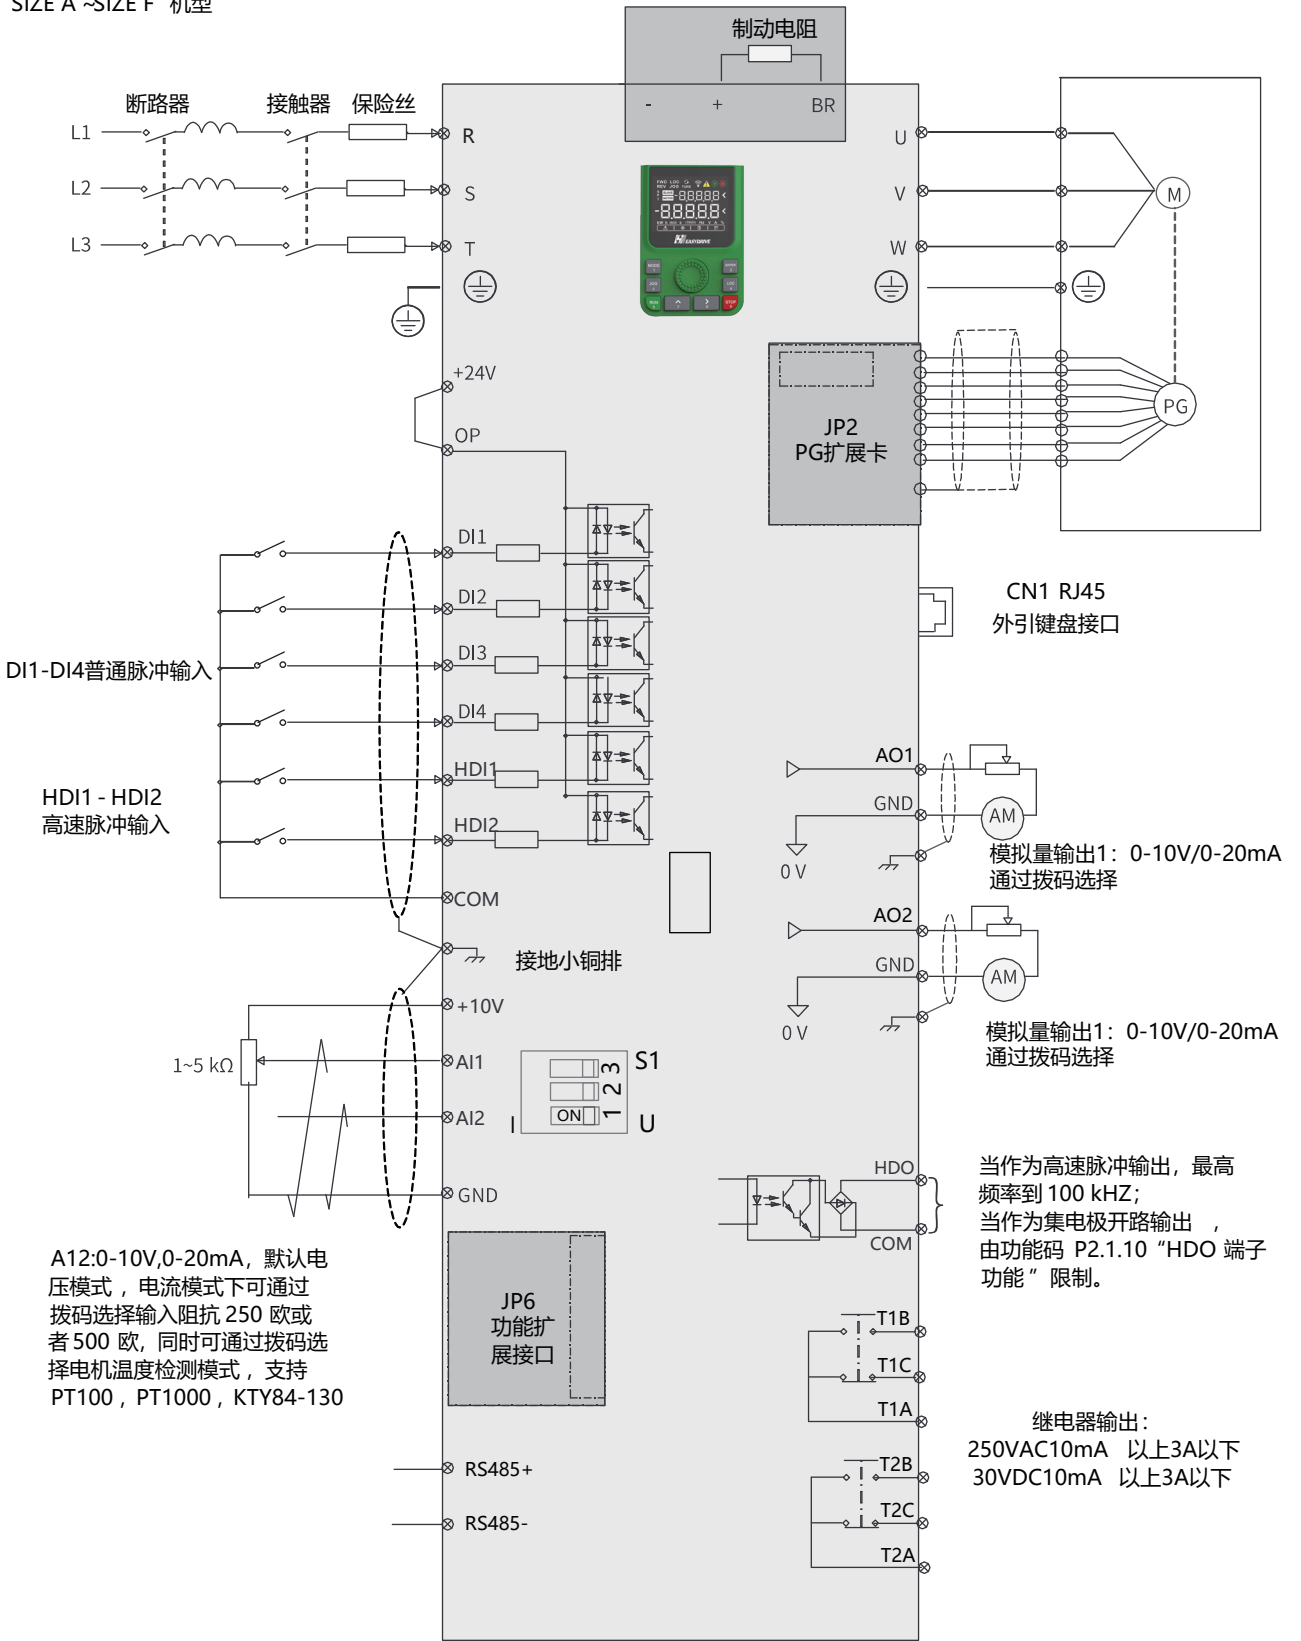 SIZE A ~SIZE F 机型
制动电阻
- + BR
断路器 接触器 保险丝
L1 R
L2 S
L3 T
U
V
W
M
MODE
JOG
RUN
STOP
EASYDRIVE
+24V
OP
JP2
PG扩展卡
PG
DI1
DI2
DI3
DI4
HDI1
HDI2
COM
DI1-DI4普通脉冲输入
HDI1 - HDI2
高速脉冲输入
CN1 RJ45
外引键盘接口
AO1
GND
AM
0 V
模拟量输出1：0-10V/0-20mA
通过拨码选择
AO2
GND
AM
0 V
模拟量输出1：0-10V/0-20mA
通过拨码选择
接地小铜排
+10V
1~5 kΩ
AI1
AI2
GND
S1
3
2
ON 1
I U
HDO
COM
当作为高速脉冲输出，最高
频率到 100 kHZ；
当作为集电极开路输出 ，
由功能码 P2.1.10 “HDO 端子
功能 ” 限制。
A12:0-10V,0-20mA，默认电
压模式 ，电流模式下可通过
拨码选择输入阻抗 250 欧或
者 500 欧, 同时可通过拨码选
择电机温度检测模式 ，支持
PT100 ，PT1000 ，KTY84-130
JP6
功能扩
展接口
T1B
T1C
T1A
T2B
T2C
T2A
继电器输出：
250VAC10mA 以上3A以下
30VDC10mA 以上3A以下
RS485+
RS485-